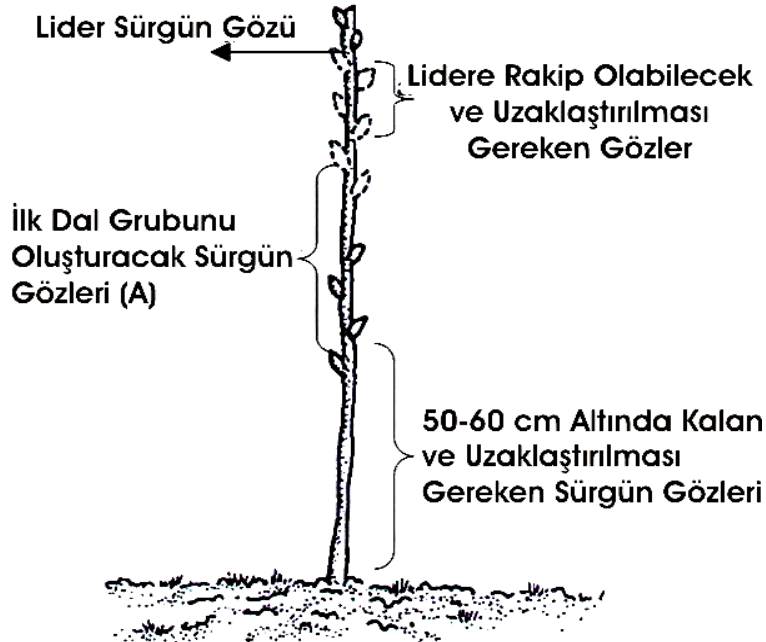 Lider Sürgün Gözü
Lidere Rakip Olabilecek
ve Uzaklaştırılması
Gereken Gözler
İlk Dal Grubunu
Oluşturacak Sürgün
Gözleri (A)
50-60 cm Altında Kalan
ve Uzaklaştırılması
Gereken Sürgün Gözleri